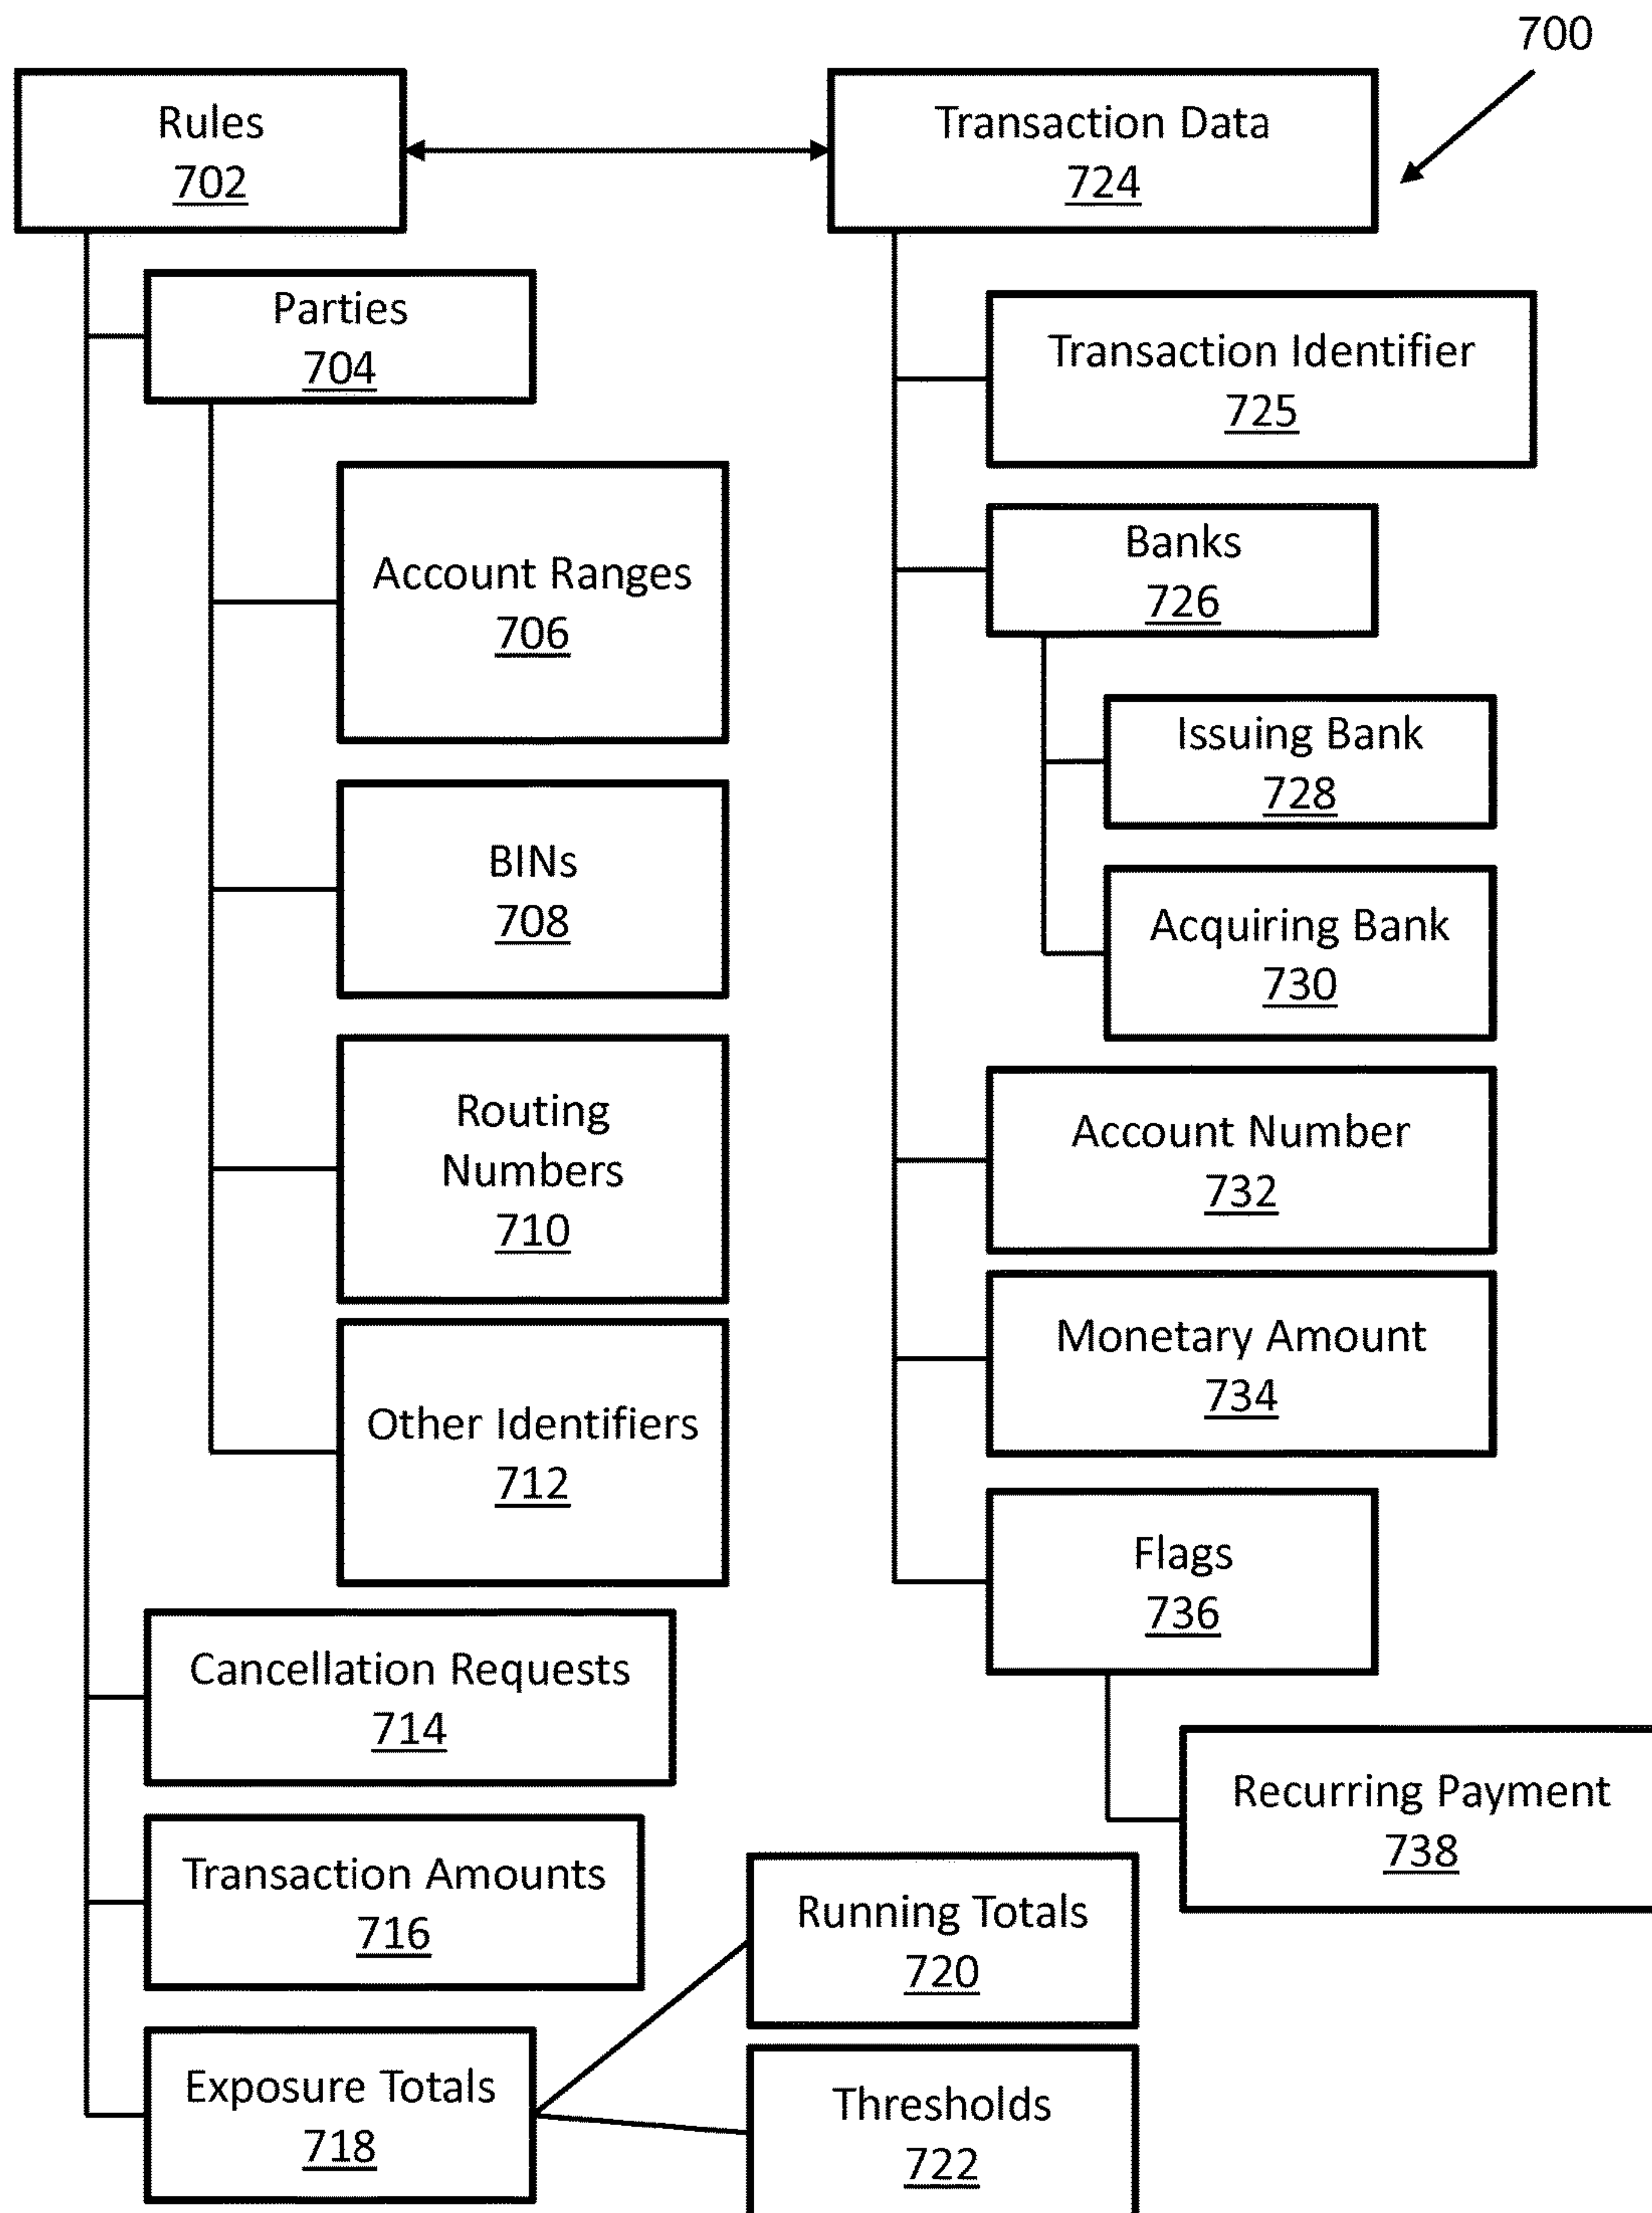 700
Rules
702
Transaction Data
724
Parties
704
Transaction Identifier
725
Account Ranges
706
Banks
726
Issuing Bank
728
BINs
708
Acquiring Bank
730
Routing
Numbers
710
Account Number
732
Monetary Amount
734
Other Identifiers
712
Flags
736
Cancellation Requests
714
Recurring Payment
738
Transaction Amounts
716
Running Totals
720
Exposure Totals
718
Thresholds
722